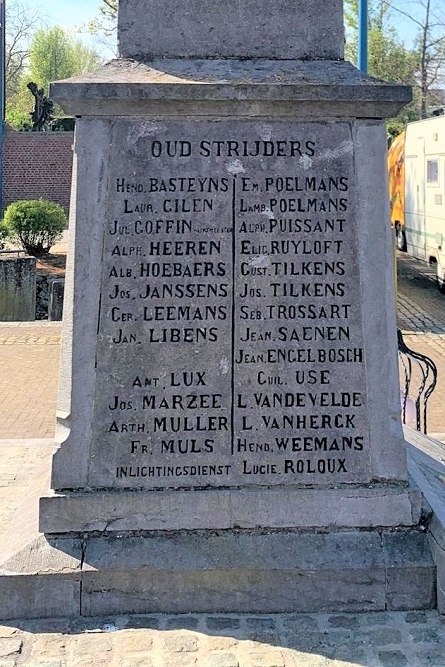 OUD STRIJDERS
HEND. BASTEYNS
LAUR. CILEN
JUL. COFFIN
ALPH. HEEREN
ALB. HOEBAERS
JOS. JANSSENS
GER. LEEMANS
JAN. LIBENS
ANT. LUX
JOS. MARZEE
ARTH. MULLER
FR. MULS
EM. POELMANS
LAMB. POELMANS
ALPH. PUISSANT
ELIG. RUYLOFT
GUST. TILKENS
JOS. TILKENS
SEB. TROSSART
JEAN. SAENEN
JEAN. ENGELBOSCH
GUIL. USE
L. VANDEVELDE
L. VANHERCK
HEND. WEEMANS
INLICHTINGSDIENST LUCIE. ROLOUX